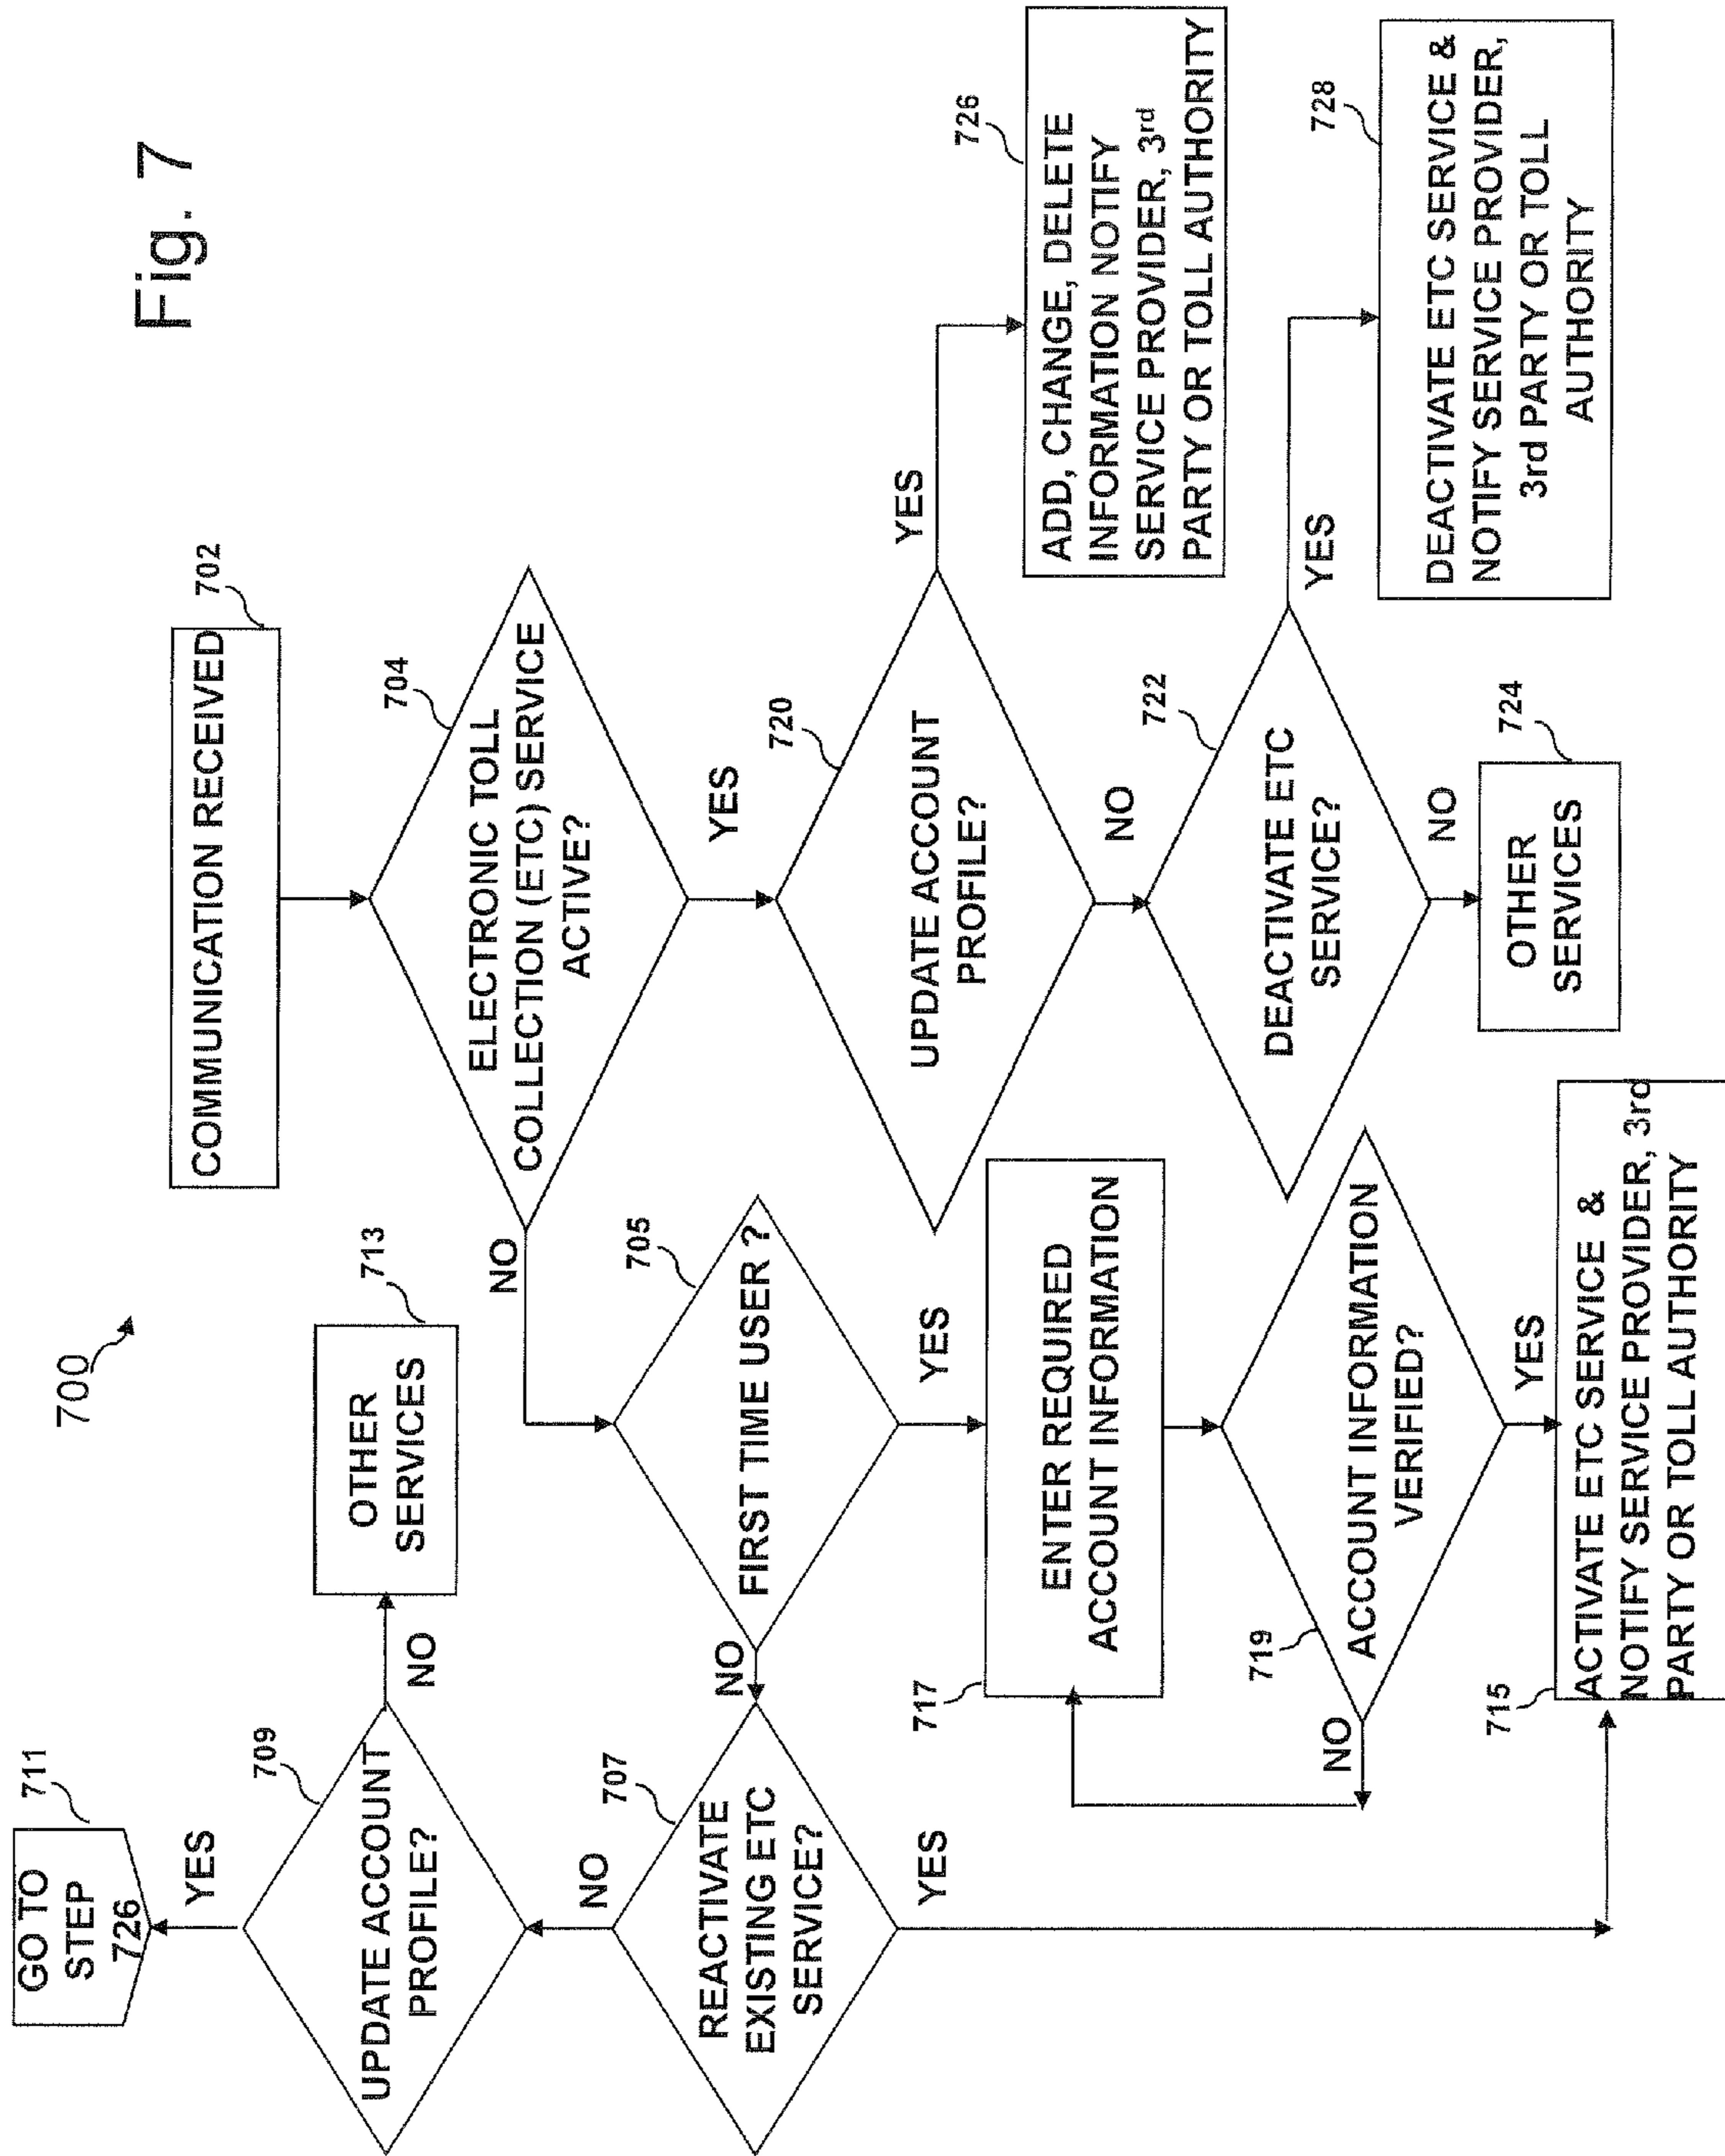 Fig. 7
700
COMMUNICATION RECEIVED
702
ELECTRONIC TOLL
COLLECTION (ETC) SERVICE
ACTIVE?
704
NO
YES
GO TO
STEP
726
711
YES
UPDATE ACCOUNT
PROFILE?
709
NO
OTHER
SERVICES
713
NO
REACTIVATE
EXISTING ETC
SERVICE?
707
YES
NO
FIRST TIME USER ?
705
YES
UPDATE ACCOUNT
PROFILE?
720
YES
NO
ADD, CHANGE, DELETE
INFORMATION NOTIFY
SERVICE PROVIDER, 3rd
PARTY OR TOLL AUTHORITY
726
717
ENTER REQUIRED
ACCOUNT INFORMATION
719
ACCOUNT INFORMATION
VERIFIED?
NO
YES
DEACTIVATE ETC
SERVICE?
722
YES
NO
DEACTIVATE ETC SERVICE &
NOTIFY SERVICE PROVIDER,
3rd PARTY OR TOLL
AUTHORITY
728
715
ACTIVATE ETC SERVICE &
NOTIFY SERVICE PROVIDER, 3rd
PARTY OR TOLL AUTHORITY
OTHER
SERVICES
724